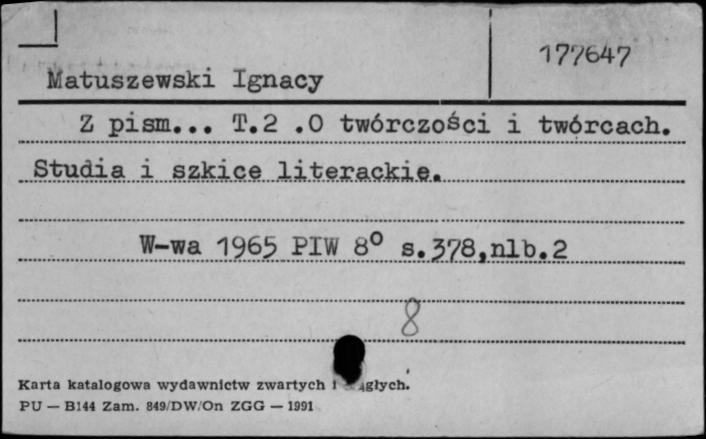 177647
Matuszewski Ignacy
Z pism... T.2 .O twórczości i twórcach.
Studia i szkice literackie.
W-wa 1965 PIW 8° s.378,nlb.2
8
Karta katalogowa wydawnictw zwartych i
PU — B144 Zam. 849/DW/On ZGG — 1991